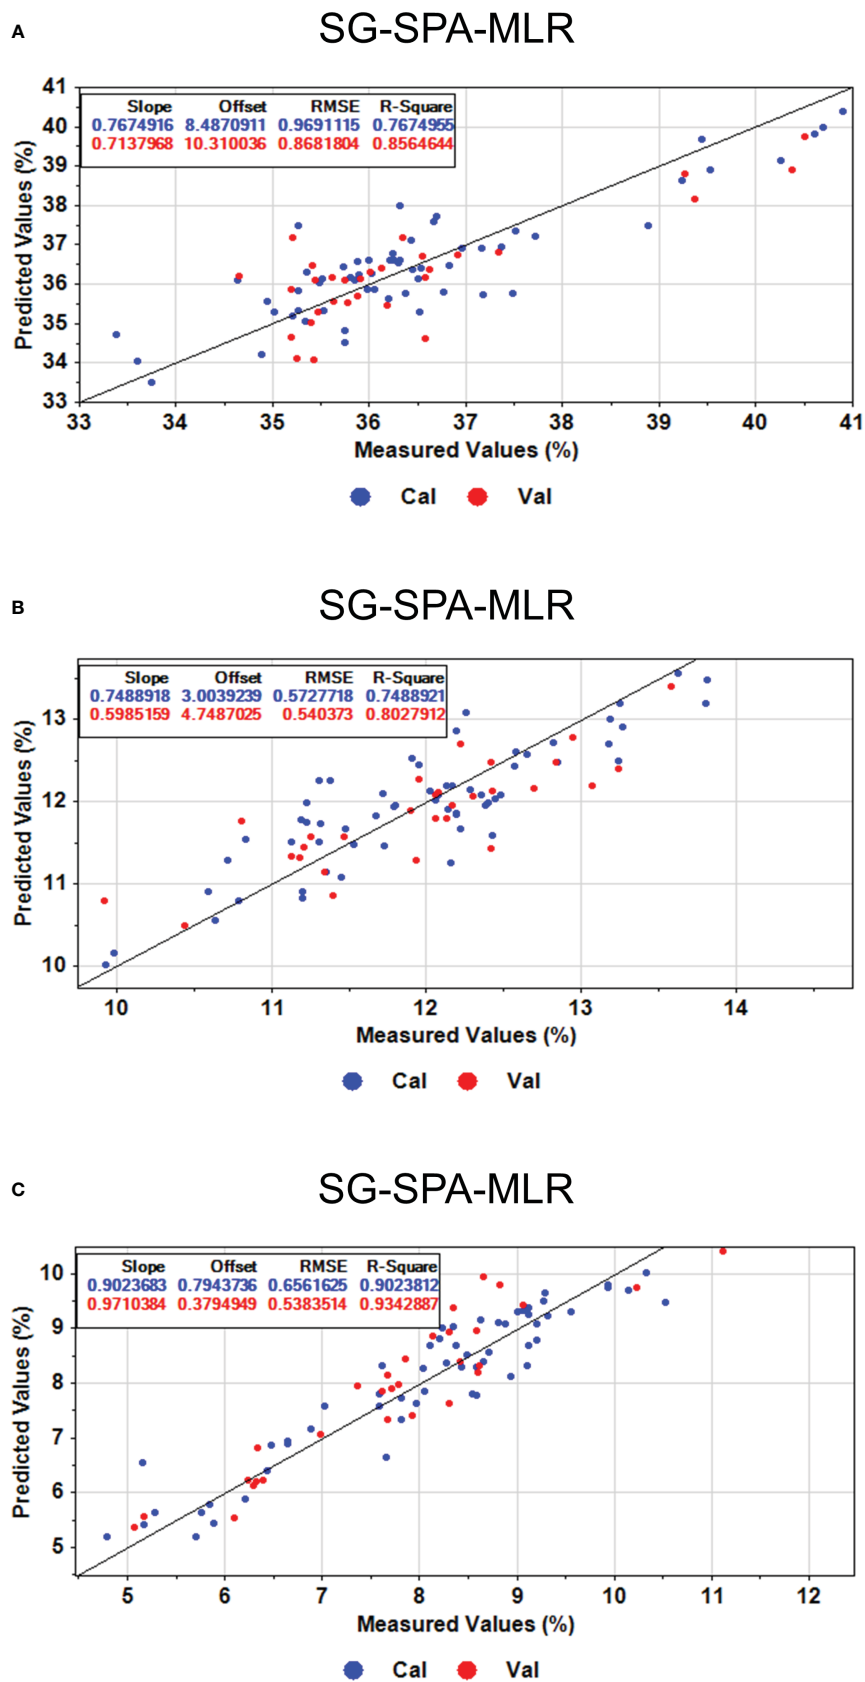 A
SG-SPA-MLR
Slope Offset RMSE R-Square
0.7674916 8.4870911 0.9691115 0.7674955
0.7137968 10.310036 0.8681804 0.8564644
41
40
39
38
37
36
35
34
33
Predicted Values (%)
33 34 35 36 37 38 39 40 41
Measured Values (%)
Cal Val
B
SG-SPA-MLR
Slope Offset RMSE R-Square
0.7488918 3.0039239 0.5727718 0.7488921
0.5985159 4.7487025 0.540373 0.8027912
13
12
11
10
Predicted Values (%)
10 11 12 13 14
Measured Values (%)
Cal Val
C
SG-SPA-MLR
Slope Offset RMSE R-Square
0.9023683 0.7943736 0.6561625 0.9023812
0.9710384 0.3794949 0.5383514 0.9342887
10
9
8
7
6
5
Predicted Values (%)
5 6 7 8 9 10 11 12
Measured Values (%)
Cal Val